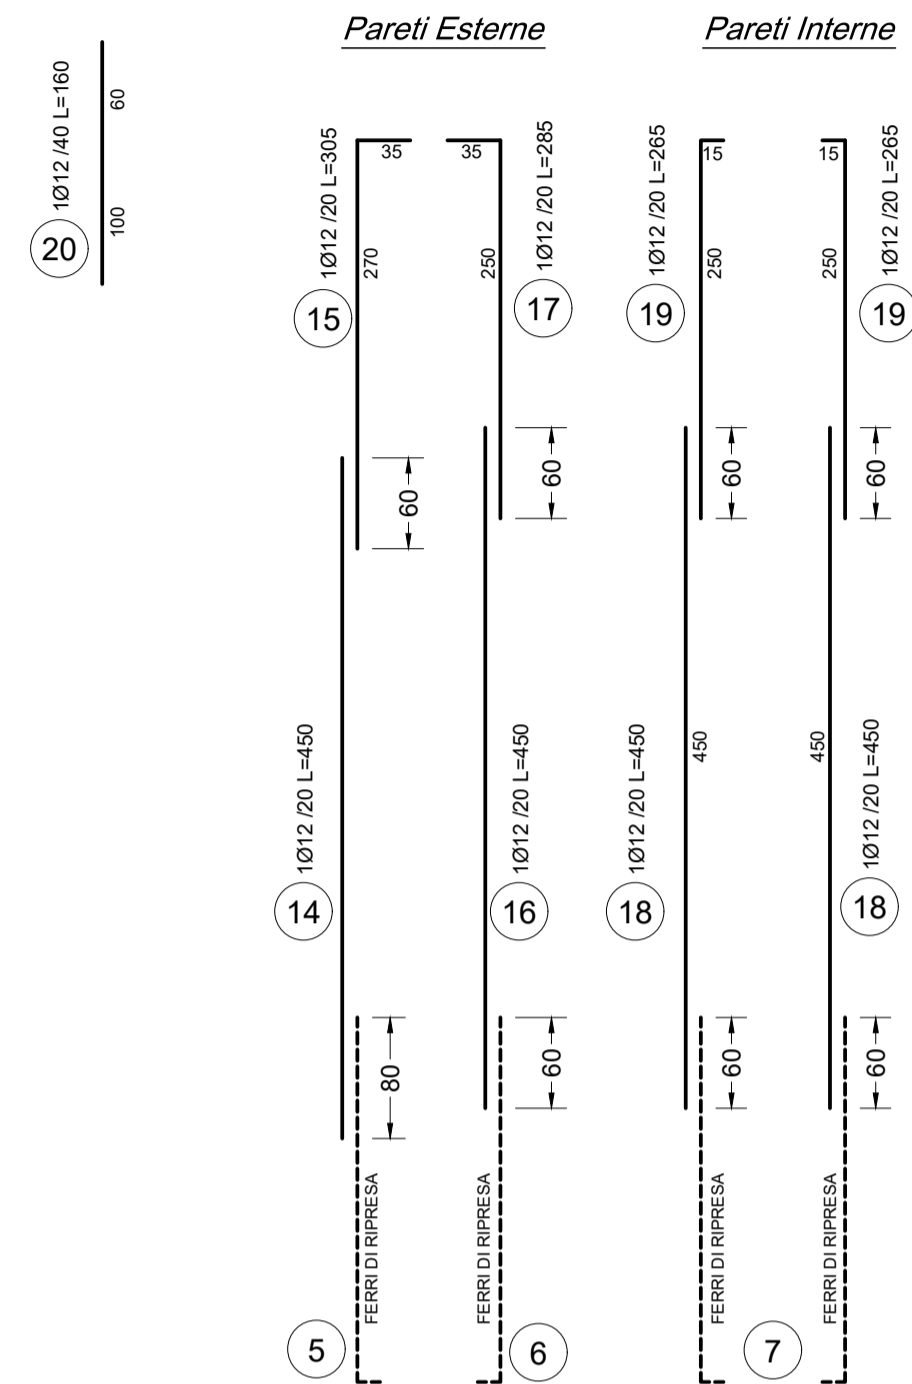 Pareti Esterne
Pareti Interne
20
1Ø12 /40 L=160
60
100
15
1Ø12 /20 L=305
35
270
60
17
1Ø12 /20 L=285
35
250
60
19
1Ø12 /20 L=265
15
250
60
19
1Ø12 /20 L=265
15
250
60
14
1Ø12 /20 L=450
80
16
1Ø12 /20 L=450
60
18
1Ø12 /20 L=450
450
60
18
1Ø12 /20 L=450
450
60
FERRI DI RIPRESA
FERRI DI RIPRESA
FERRI DI RIPRESA
FERRI DI RIPRESA
5
6
7